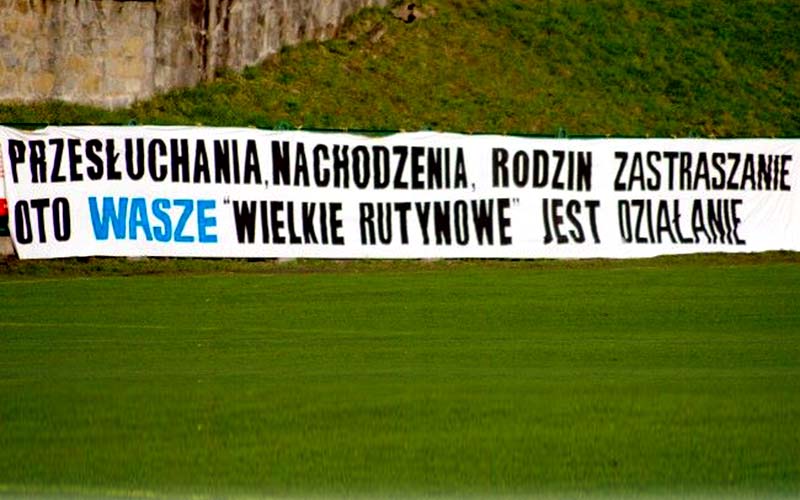 PRZESŁUCHANIA, NACHODZENIA, RODZIN ZASTRASZANIE
OTO WASZE "WIELKIE RUTYNOWE" JEST DZIAŁANIE